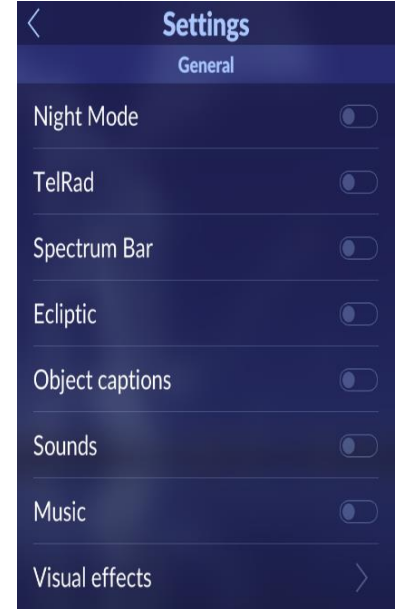 Settings
General
Night Mode
TelRad
Spectrum Bar
Ecliptic
Object captions
Sounds
Music
Visual effects